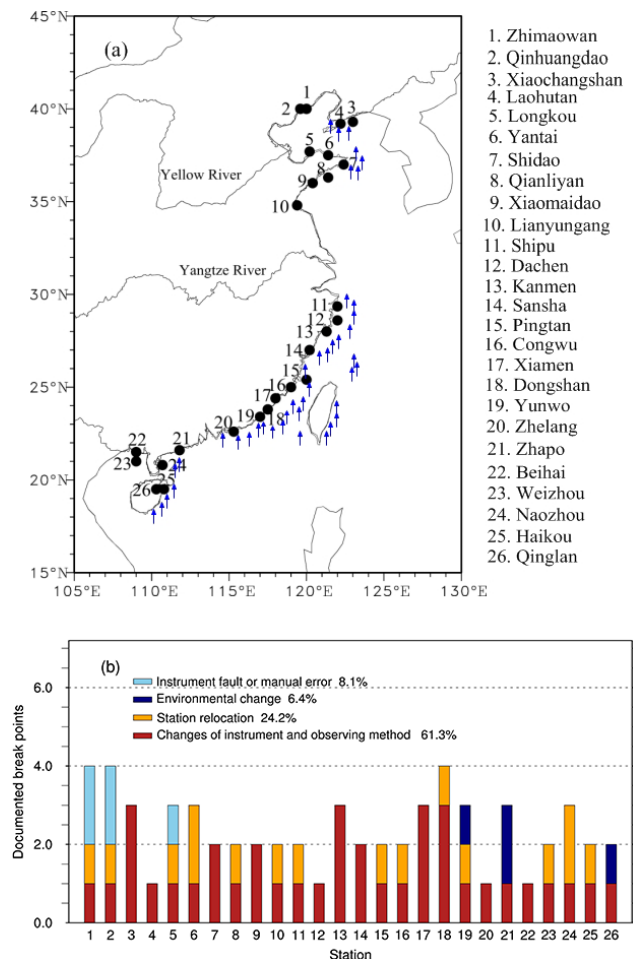 (a)
45°N
40°N
35°N
30°N
25°N
20°N
15°N
105°E
110°E
115°E
120°E
125°E
130°E
Yellow River
Yangtze River
1
2
3
4
5
6
7
8
9
10
11
12
13
14
15
16
17
18
19
20
21
22
23
24
25
26
1. Zhimaowan
2. Qinhuangdao
3. Xiaochangshan
4. Laohutan
5. Longkou
6. Yantai
7. Shidao
8. Qianliyan
9. Xiaomaidao
10. Lianyungang
11. Shipu
12. Dachen
13. Kanmen
14. Sansha
15. Pingtan
16. Congwu
17. Xiamen
18. Dongshan
19. Yunwo
20. Zhelang
21. Zhapo
22. Beihai
23. Weizhou
24. Naozhou
25. Haikou
26. Qinglan
(b)
Instrument fault or manual error 8.1%
Environmental change 6.4%
Station relocation 24.2%
Changes of instrument and observing method 61.3%
Documented break points
6.0
4.0
2.0
0.0
1 2 3 4 5 6 7 8 9 10 11 12 13 14 15 16 17 18 19 20 21 22 23 24 25 26
Station